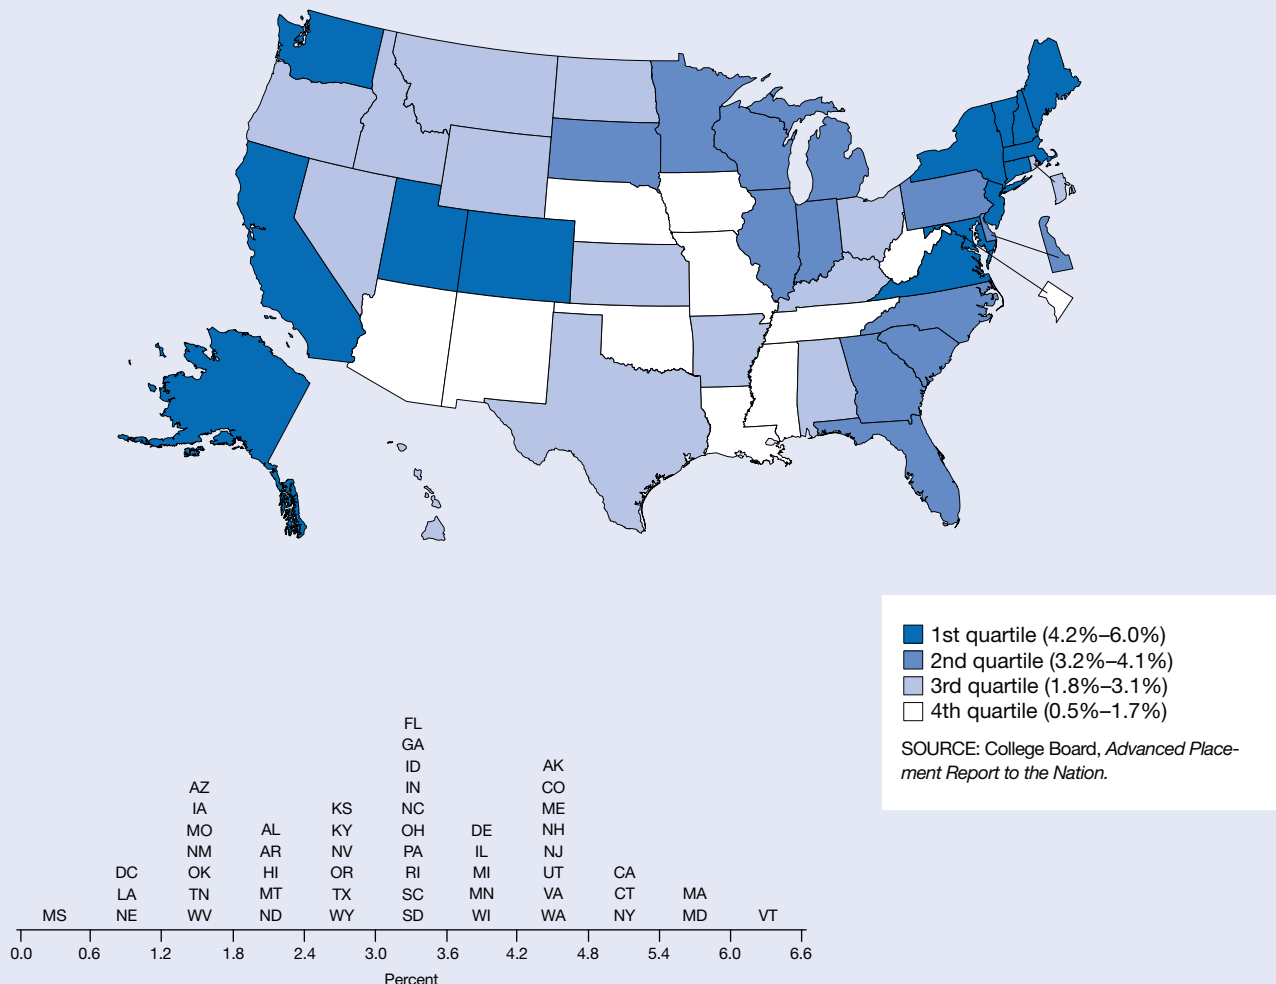 1st quartile (4.2%–6.0%)
2nd quartile (3.2%–4.1%)
3rd quartile (1.8%–3.1%)
4th quartile (0.5%–1.7%)
SOURCE: College Board, Advanced Place-
ment Report to the Nation.
FL
GA
ID AK
AZ IN CO
IA KS NC ME
MO AL KY OH DE NH
NM AR NV PA IL NJ
DC OK HI OR RI MI UT CA
LA TN MT TX SC MN VA CT MA
MS NE WV ND WY SD WI WA NY MD VT
0.0 0.6 1.2 1.8 2.4 3.0 3.6 4.2 4.8 5.4 6.0 6.6
Percent